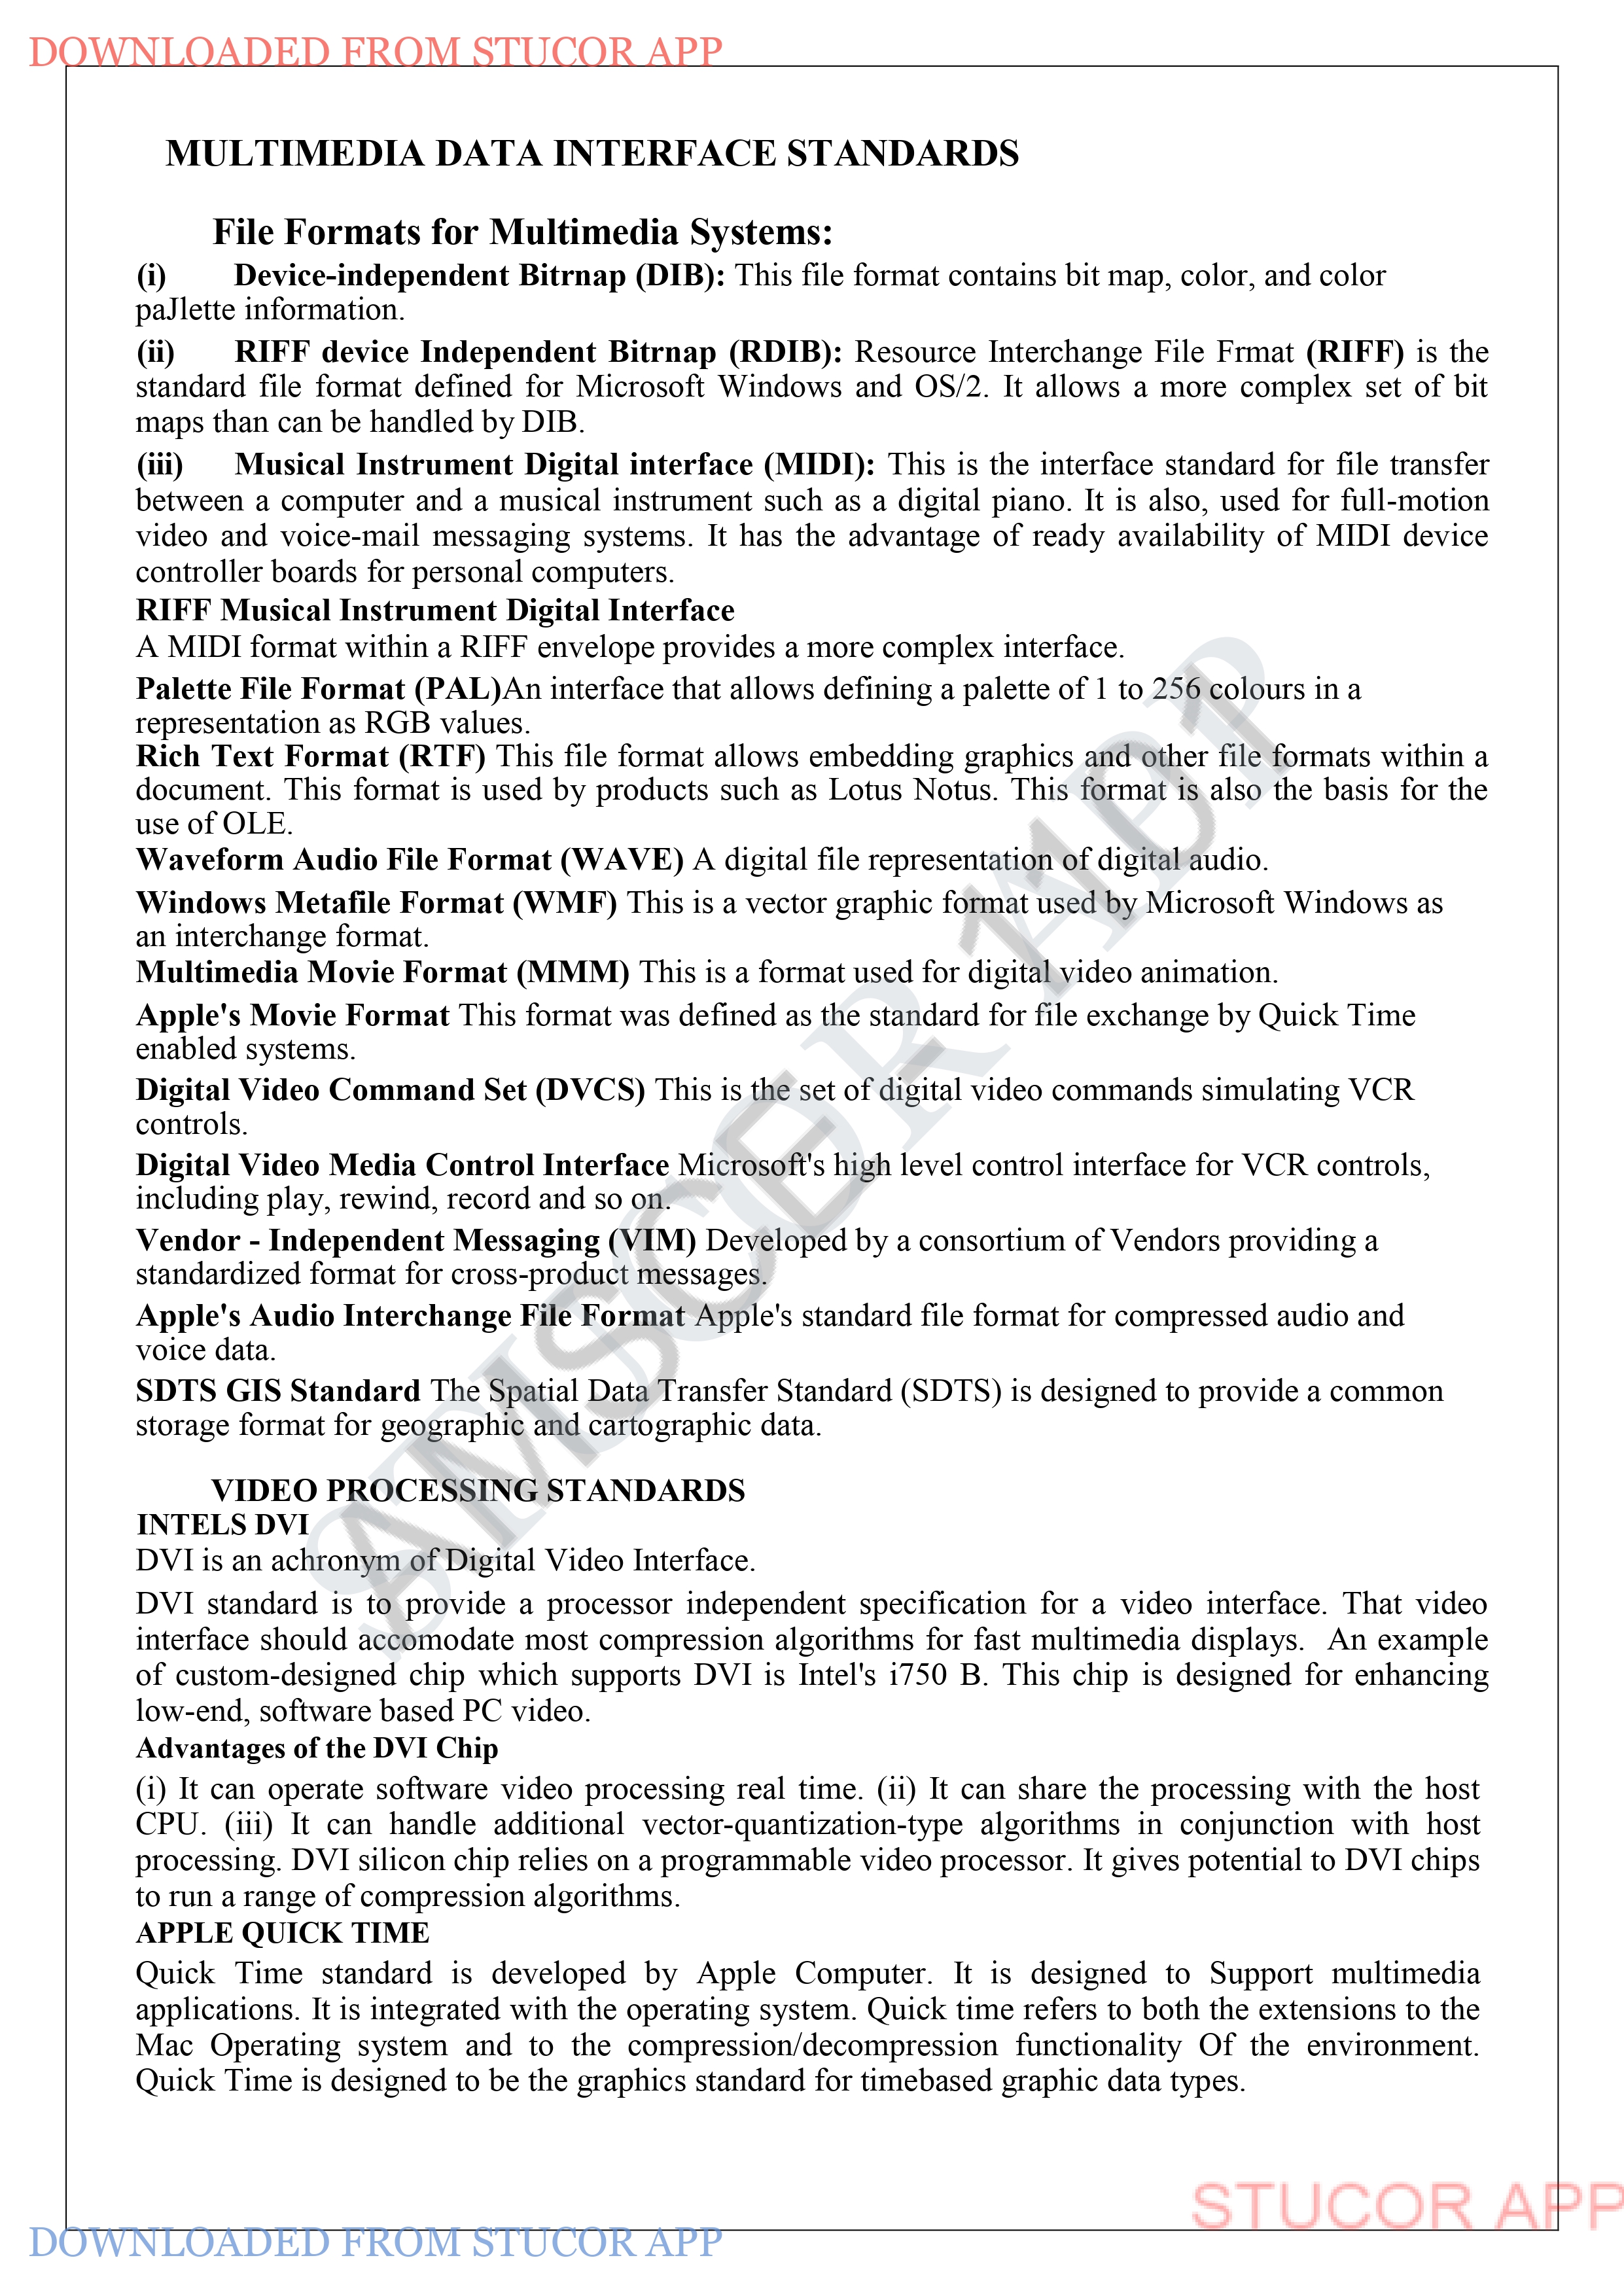 DOWNLOADED FROM STUCOR APP
MULTIMEDIA DATA INTERFACE STANDARDS
File Formats for Multimedia Systems:
(i) Device-independent Bitrnap (DIB): This file format contains bit map, color, and color
paJlette information.
(ii) RIFF device Independent Bitrnap (RDIB): Resource Interchange File Frmat (RIFF) is the
standard file format defined for Microsoft Windows and OS/2. It allows a more complex set of bit
maps than can be handled by DIB.
(iii) Musical Instrument Digital interface (MIDI): This is the interface standard for file transfer
between a computer and a musical instrument such as a digital piano. It is also, used for full-motion
video and voice-mail messaging systems. It has the advantage of ready availability of MIDI device
controller boards for personal computers.
RIFF Musical Instrument Digital Interface
A MIDI format within a RIFF envelope provides a more complex interface.
Palette File Format (PAL)An interface that allows defining a palette of 1 to 256 colours in a
representation as RGB values.
Rich Text Format (RTF) This file format allows embedding graphics and other file formats within a
document. This format is used by products such as Lotus Notus. This format is also the basis for the
use of OLE.
Waveform Audio File Format (WAVE) A digital file representation of digital audio.
Windows Metafile Format (WMF) This is a vector graphic format used by Microsoft Windows as
an interchange format.
Multimedia Movie Format (MMM) This is a format used for digital video animation.
Apple's Movie Format This format was defined as the standard for file exchange by Quick Time
enabled systems.
Digital Video Command Set (DVCS) This is the set of digital video commands simulating VCR
controls.
Digital Video Media Control Interface Microsoft's high level control interface for VCR controls,
including play, rewind, record and so on.
Vendor - Independent Messaging (VIM) Developed by a consortium of Vendors providing a
standardized format for cross-product messages.
Apple's Audio Interchange File Format Apple's standard file format for compressed audio and
voice data.
SDTS GIS Standard The Spatial Data Transfer Standard (SDTS) is designed to provide a common
storage format for geographic and cartographic data.
VIDEO PROCESSING STANDARDS
INTELS DVI
DVI is an achronym of Digital Video Interface.
DVI standard is to provide a processor independent specification for a video interface. That video
interface should accomodate most compression algorithms for fast multimedia displays. An example
of custom-designed chip which supports DVI is Intel's i750 B. This chip is designed for enhancing
low-end, software based PC video.
Advantages of the DVI Chip
(i) It can operate software video processing real time. (ii) It can share the processing with the host
CPU. (iii) It can handle additional vector-quantization-type algorithms in conjunction with host
processing. DVI silicon chip relies on a programmable video processor. It gives potential to DVI chips
to run a range of compression algorithms.
APPLE QUICK TIME
Quick Time standard is developed by Apple Computer. It is designed to Support multimedia
applications. It is integrated with the operating system. Quick time refers to both the extensions to the
Mac Operating system and to the compression/decompression functionality Of the environment.
Quick Time is designed to be the graphics standard for timebased graphic data types.
STUCOR APP
AMSCE 1101
STUCOR APP
DOWNLOADED FROM STUCOR APP